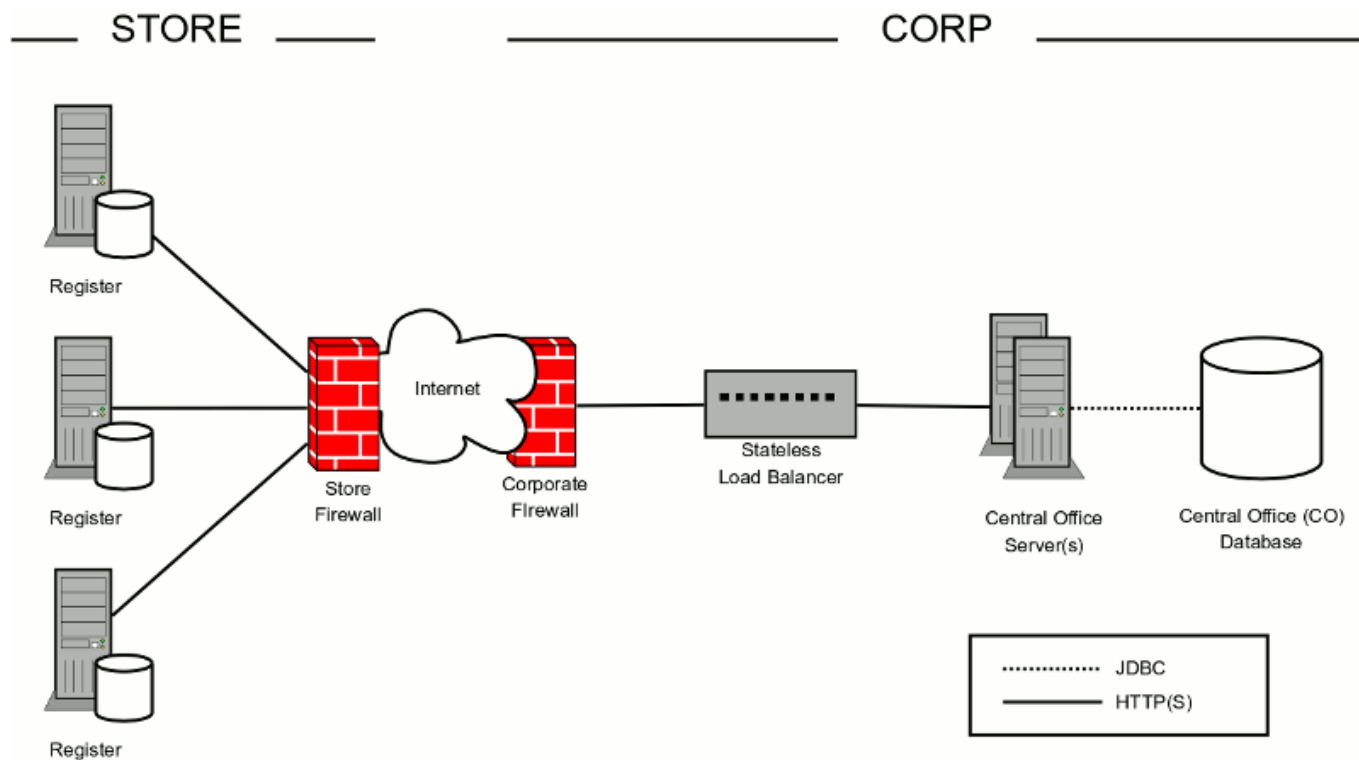 STORE
CORP
Register
Register
Register
Store
Firewall
Internet
Corporate
FIrewall
Stateless
Load Balancer
Central Office
Server(s)
Central Office (CO)
Database
JDBC
HTTP(S)